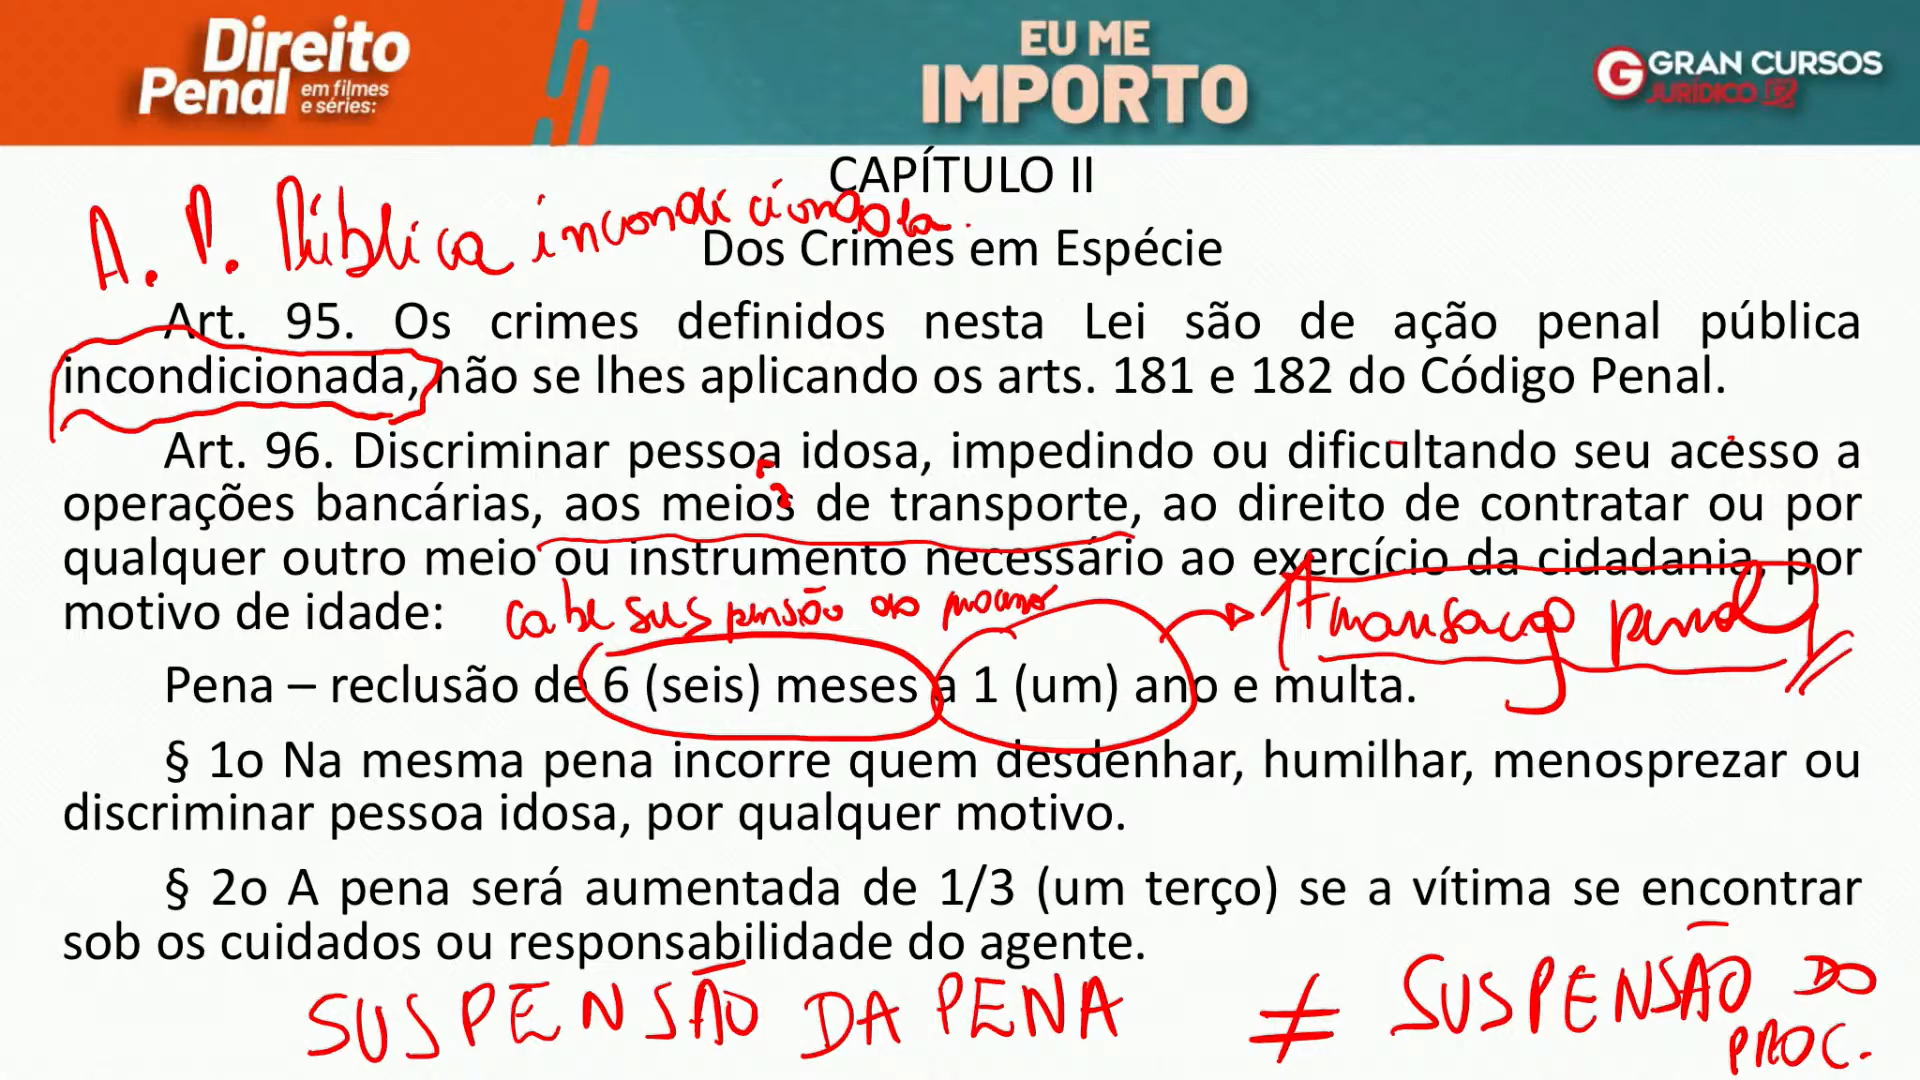 Direito
Penal em filmes
e séries:
EU ME
IMPORTO
GRAN CURSOS
JURÍDICO
CAPÍTULO II
A. P. Pública incondicionada.
Dos Crimes em Espécie
Art. 95. Os crimes definidos nesta Lei são de ação penal pública
incondicionada, não se lhes aplicando os arts. 181 e 182 do Código Penal.
Art. 96. Discriminar pessoa idosa, impedindo ou dificultando seu acesso a
operações bancárias, aos meios de transporte, ao direito de contratar ou por
qualquer outro meio ou instrumento necessário ao exercício da cidadania, por
motivo de idade:
cabe suspensão do processo
transação penal
Pena – reclusão de 6 (seis) meses a 1 (um) ano e multa.
§ 1o Na mesma pena incorre quem desdenhar, humilhar, menosprezar ou
discriminar pessoa idosa, por qualquer motivo.
§ 2o A pena será aumentada de 1/3 (um terço) se a vítima se encontrar
sob os cuidados ou responsabilidade do agente.
SUSPENSÃO DA PENA ≠ SUSPENSÃO DO
PROC.